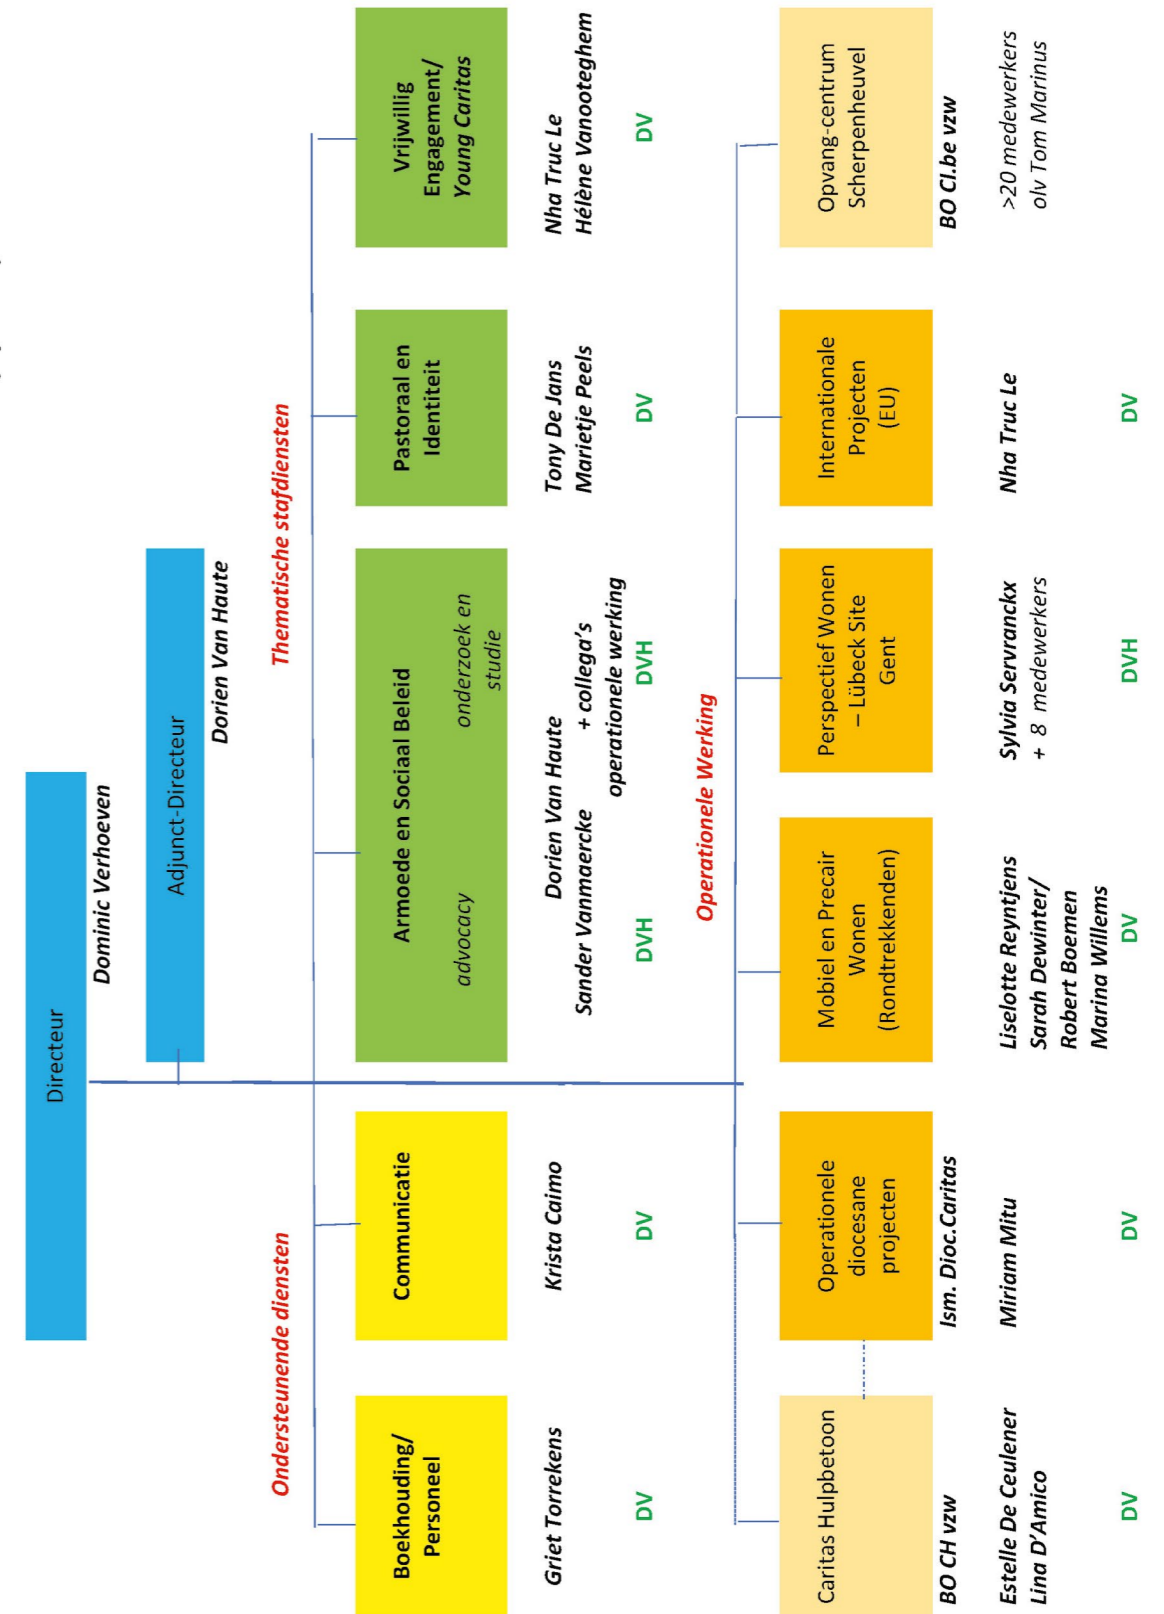 Directeur
Dominic Verhoeven
Adjunct-Directeur
Dorien Van Haute
Ondersteunende diensten
Thematische stafdiensten
Boekhouding/
Personeel
Griet Torrekens
DV
Communicatie
Krista Caimo
DV
Armoede en Sociaal Beleid
advocacy
onderzoek en
studie
Dorien Van Haute
Sander Vanmaercke
+ collega's
operationele werking
DVH
DVH
Pastoraal en
Identiteit
Tony De Jans
Marietje Peels
DV
Vrijwillig
Engagement/
Young Caritas
Nha Truc Le
Hélène Vanooteghem
DV
Operationele Werking
Caritas Hulpbetoon
BO CH vzw
Estelle De Ceulener
Lina D'Amico
DV
Operationele
diocesane
projecten
Ism. Dioc.Caritas
Miriam Mitu
DV
Mobiel en Precair
Wonen
(Rondtrekkenden)
Liselotte Reyntjens
Sarah Dewinter/
Robert Boemen
Marina Willems
DV
Perspectief Wonen
– Lübeck Site
Gent
Sylvia Servranckx
+ 8 medewerkers
DVH
Internationale
Projecten
(EU)
Nha Truc Le
DV
Opvang-centrum
Scherpenheuvel
BO CI.be vzw
>20 medewerkers
olv Tom Marinus